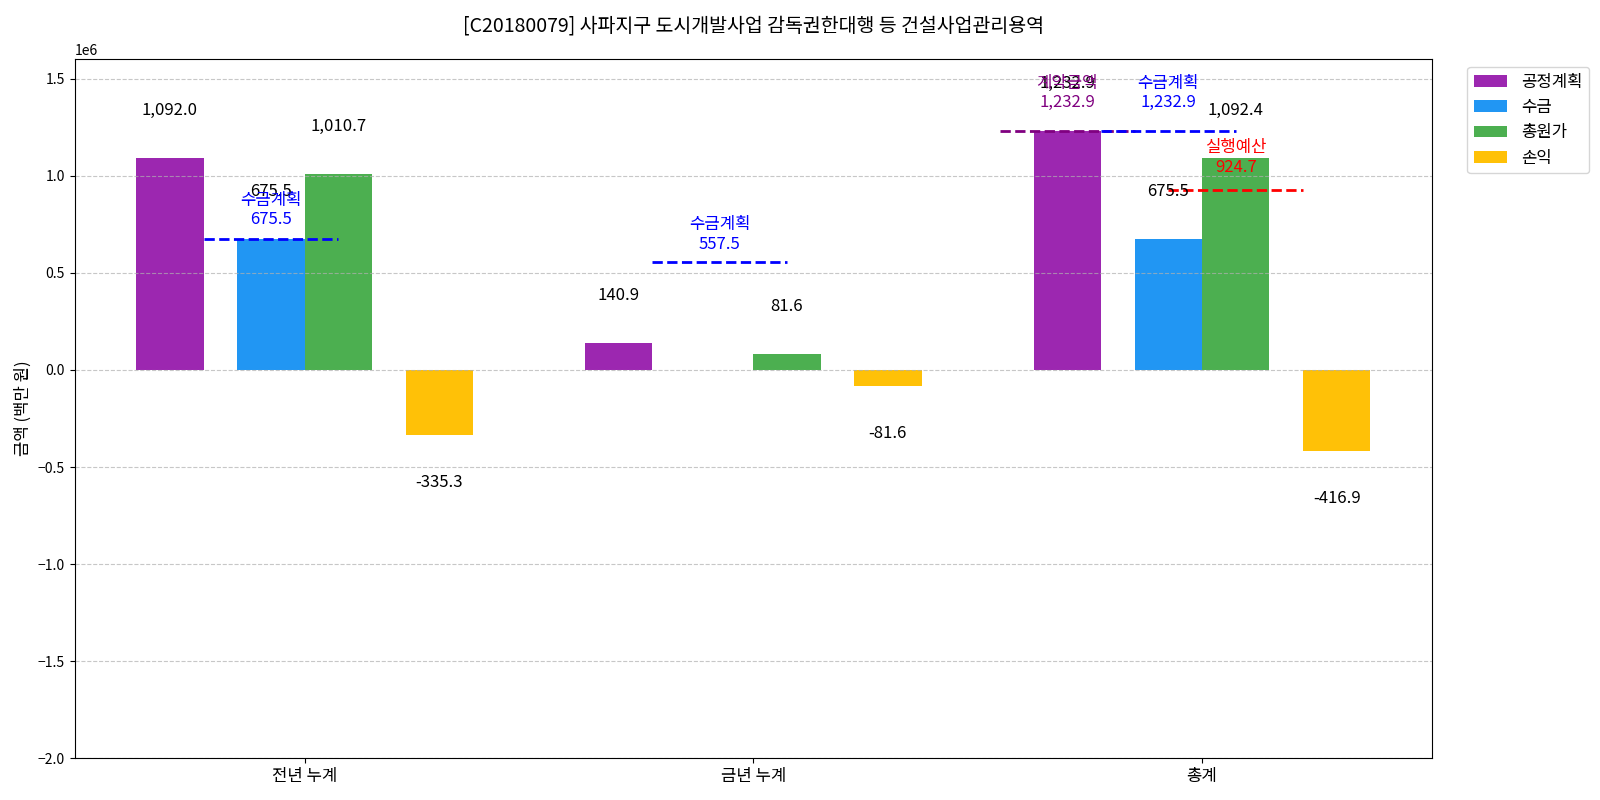 [C20180079] 사파지구 도시개발사업 감독권한대행 등 건설사업관리용역
1e6
금액 (백만 원)
1.5
1.0
0.5
0.0
−0.5
−1.0
−1.5
−2.0
1,092.0
675.5
수금계획
675.5
1,010.7
-335.3
140.9
수금계획
557.5
81.6
-81.6
1,232.9
1,232.9
수금계획
1,232.9
675.5
1,092.4
실행예산
924.7
-416.9
전년 누계
금년 누계
총계
공정계획
수금
총원가
손익